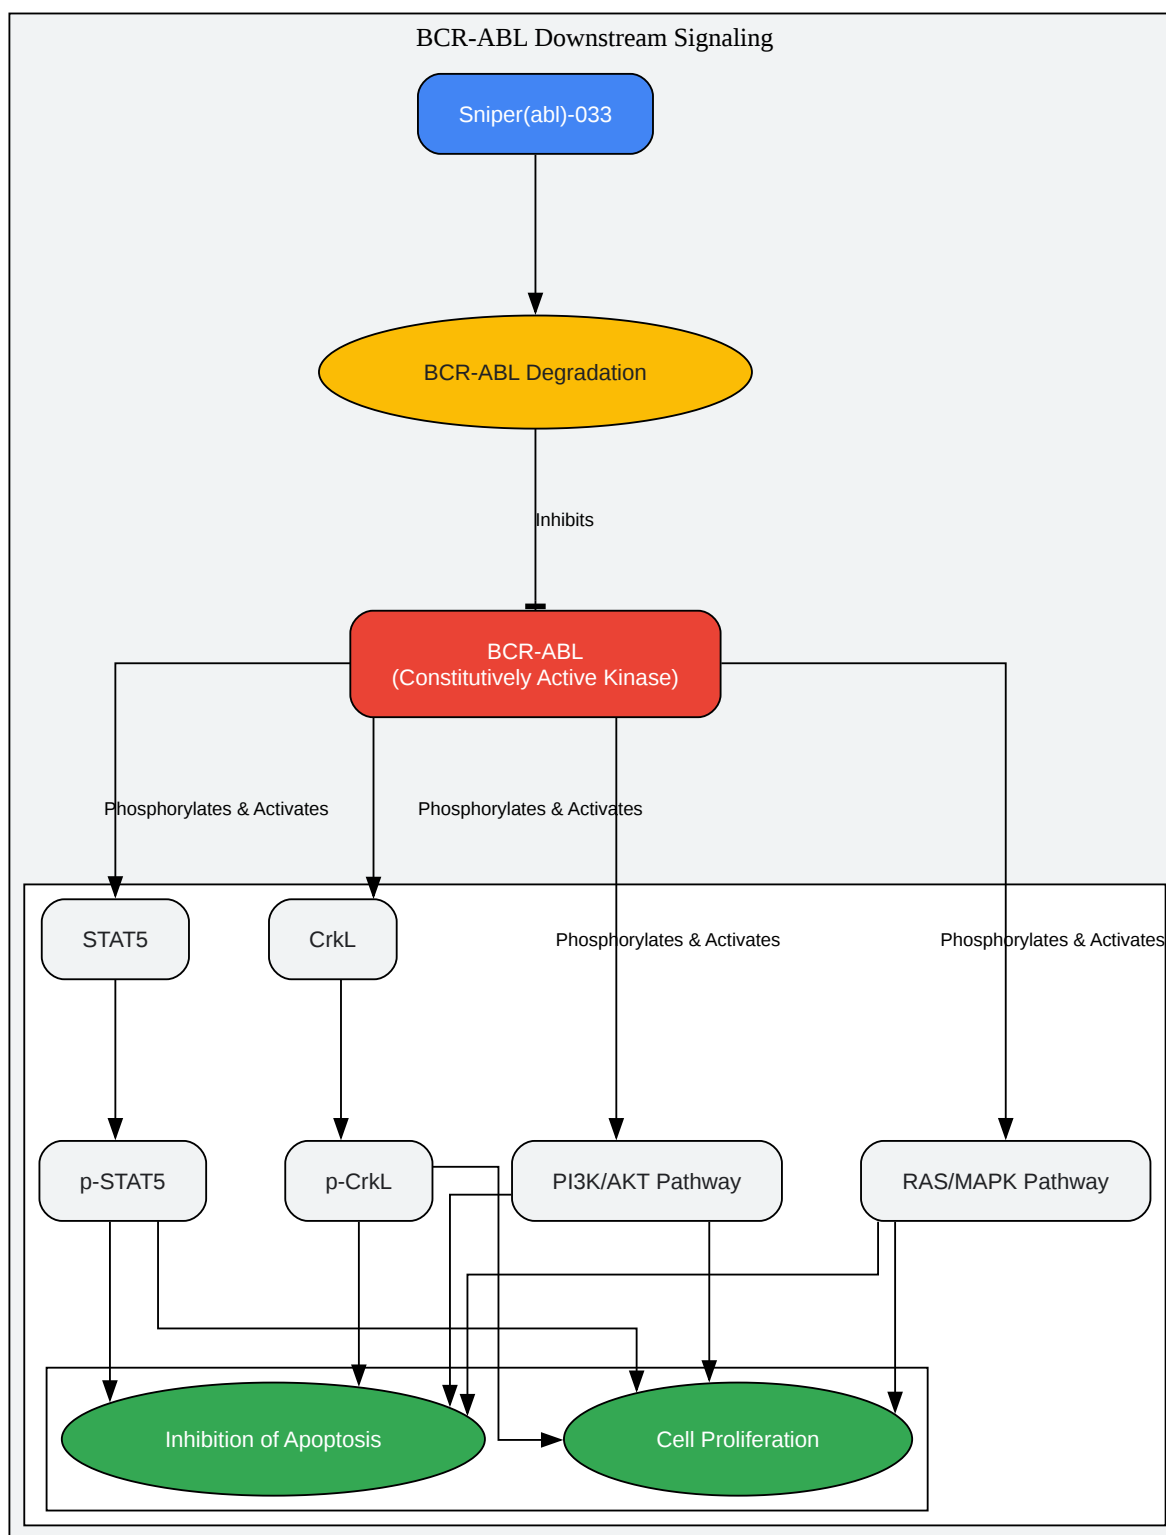 BCR-ABL Downstream Signaling
Sniper(abl)-033
BCR-ABL Degradation
Inhibits
BCR-ABL
(Constitutively Active Kinase)
Phosphorylates & Activates
Phosphorylates & Activates
STAT5
CrkL
Phosphorylates & Activates
Phosphorylates & Activates
p-STAT5
p-CrkL
PI3K/AKT Pathway
RAS/MAPK Pathway
Inhibition of Apoptosis
Cell Proliferation